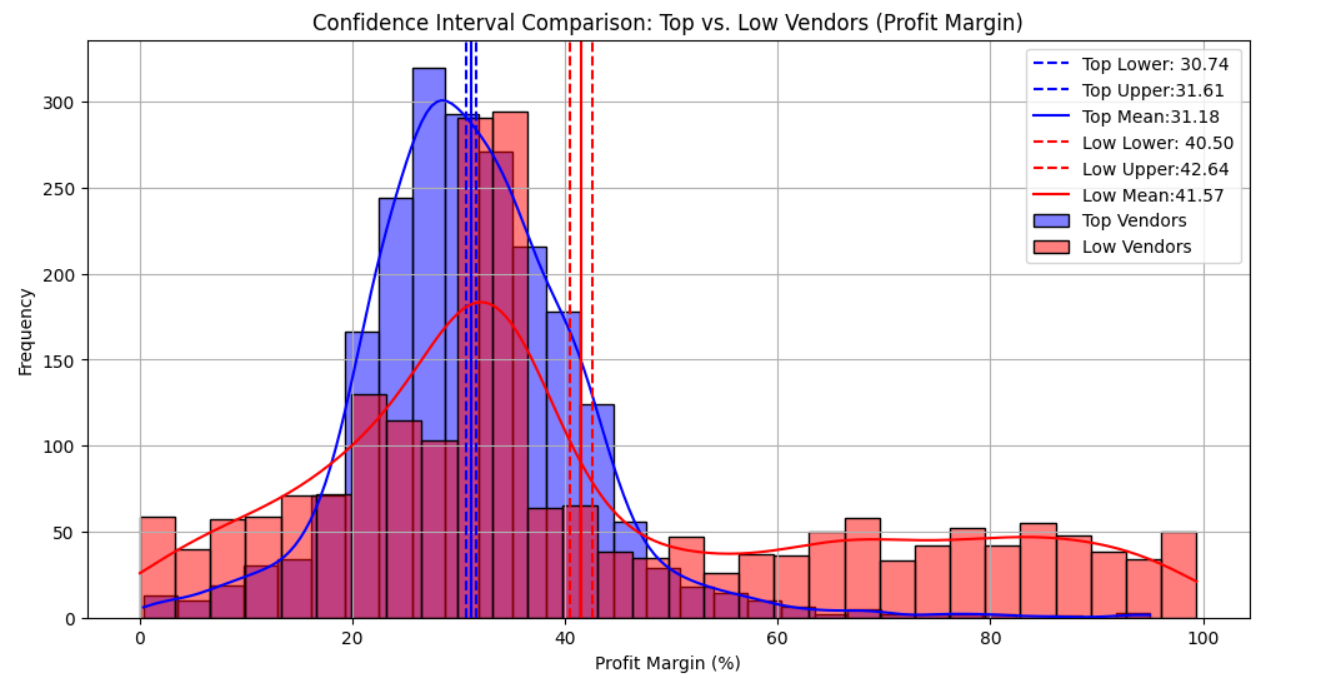 Confidence Interval Comparison: Top vs. Low Vendors (Profit Margin)
Top Lower: 30.74
Top Upper:31.61
Top Mean:31.18
Low Lower: 40.50
Low Upper:42.64
Low Mean:41.57
Top Vendors
Low Vendors
Frequency
300
250
200
150
100
50
0
0 20 40 60 80 100
Profit Margin (%)